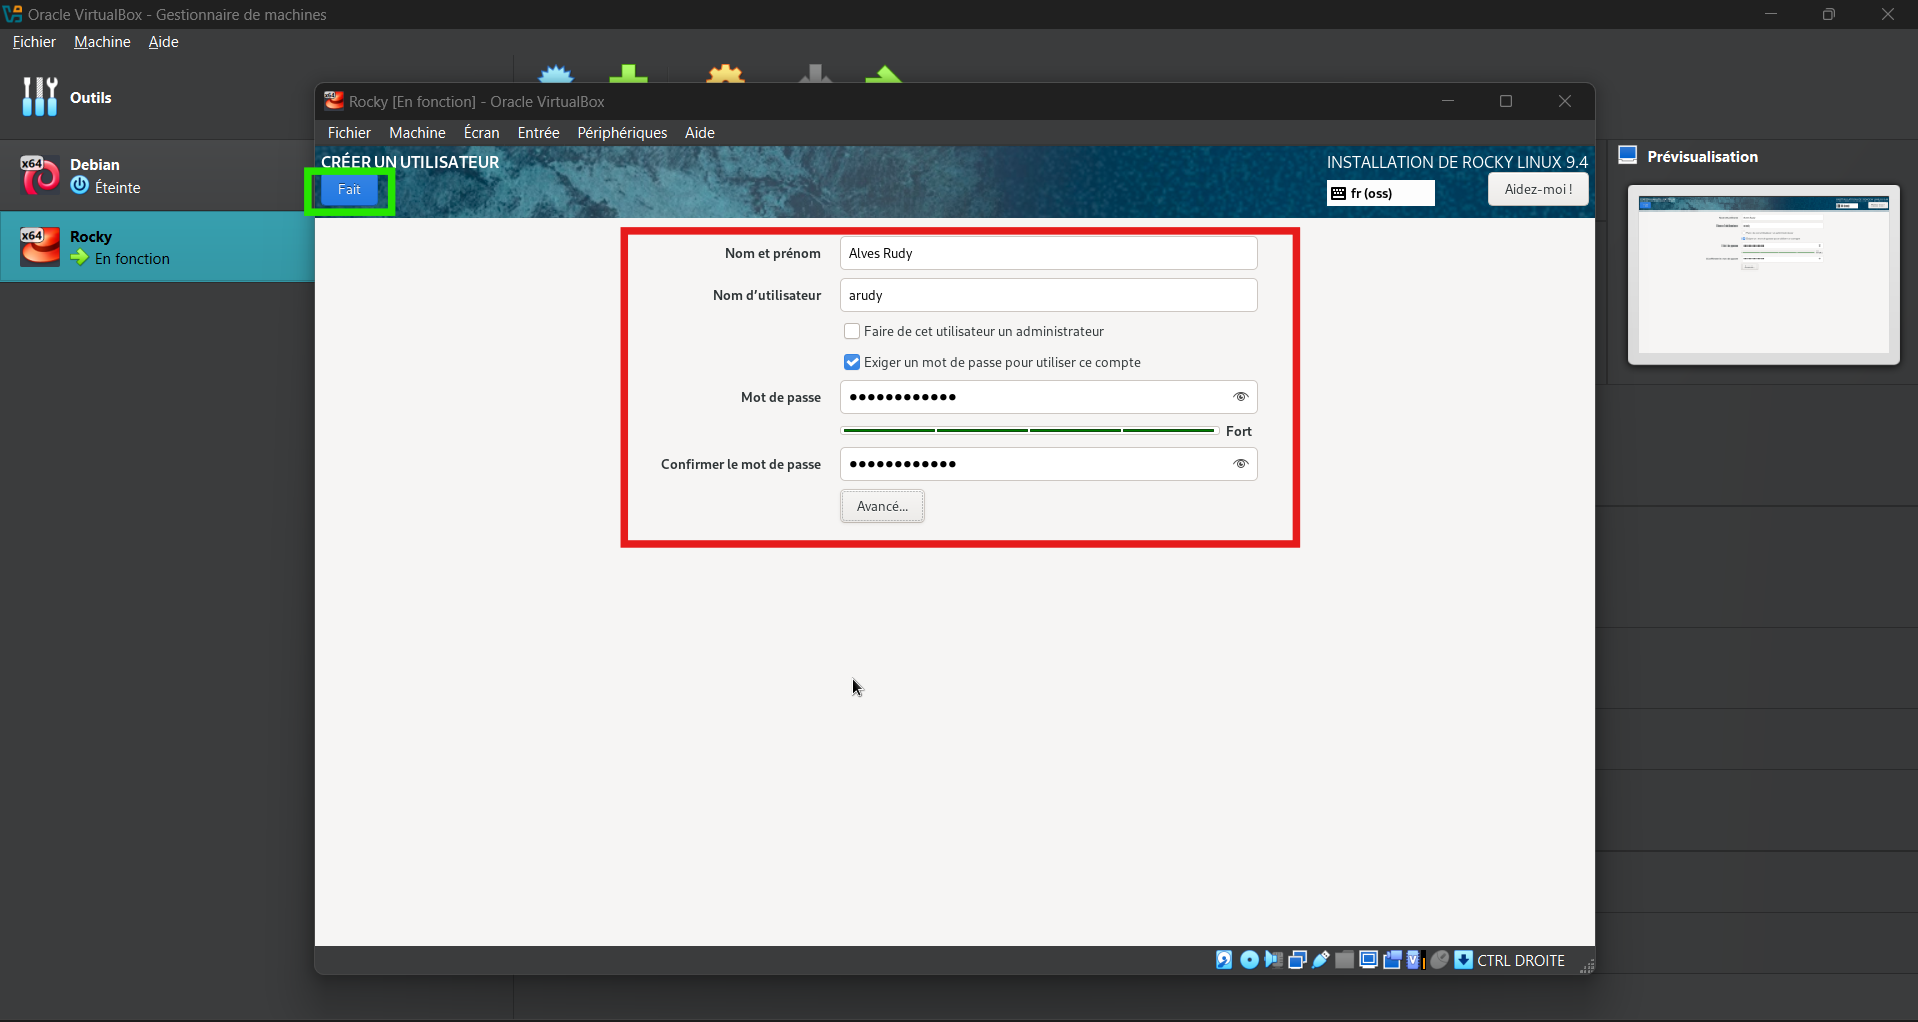 Oracle VirtualBox - Gestionnaire de machines
Fichier Machine Aide
Outils
Rocky [En fonction] - Oracle VirtualBox
Fichier Machine Écran Entrée Périphériques Aide
x64 Debian
Éteinte
x64 Rocky
En fonction
CRÉER UN UTILISATEUR
INSTALLATION DE ROCKY LINUX 9.4
Fait
fr (oss)
Aidez-moi !
Prévisualisation
Nom et prénom Alves Rudy
Nom d'utilisateur arudy
Faire de cet utilisateur un administrateur
Exiger un mot de passe pour utiliser ce compte
Mot de passe ●●●●●●●●●●●●
Fort
Confirmer le mot de passe ●●●●●●●●●●●●
Avancé...
CTRL DROITE